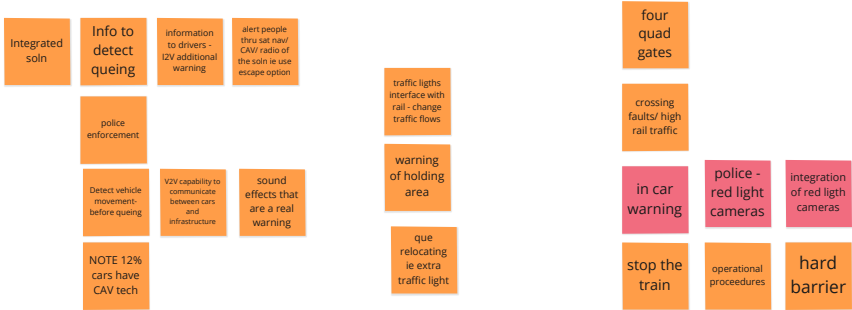 Integrated
soln
Info to
detect
queing
information
to drivers -
I2V additional
warning
alert people
thru sat nav/
CAV/ radio of
the soln ie use
escape option
police
enforcement
Detect vehicle
movement-
before queing
V2V capability to
communicate
between cars
and
infrastructure
sound
effects that
are a real
warning
NOTE 12%
cars have
CAV tech
traffic ligths
interface with
rail - change
traffic flows
warning
of holding
area
que
relocating
ie extra
traffic light
four
quad
gates
crossing
faults/ high
rail traffic
in car
warning
police -
red light
cameras
integration
of red ligth
cameras
stop the
train
operational
proceedures
hard
barrier